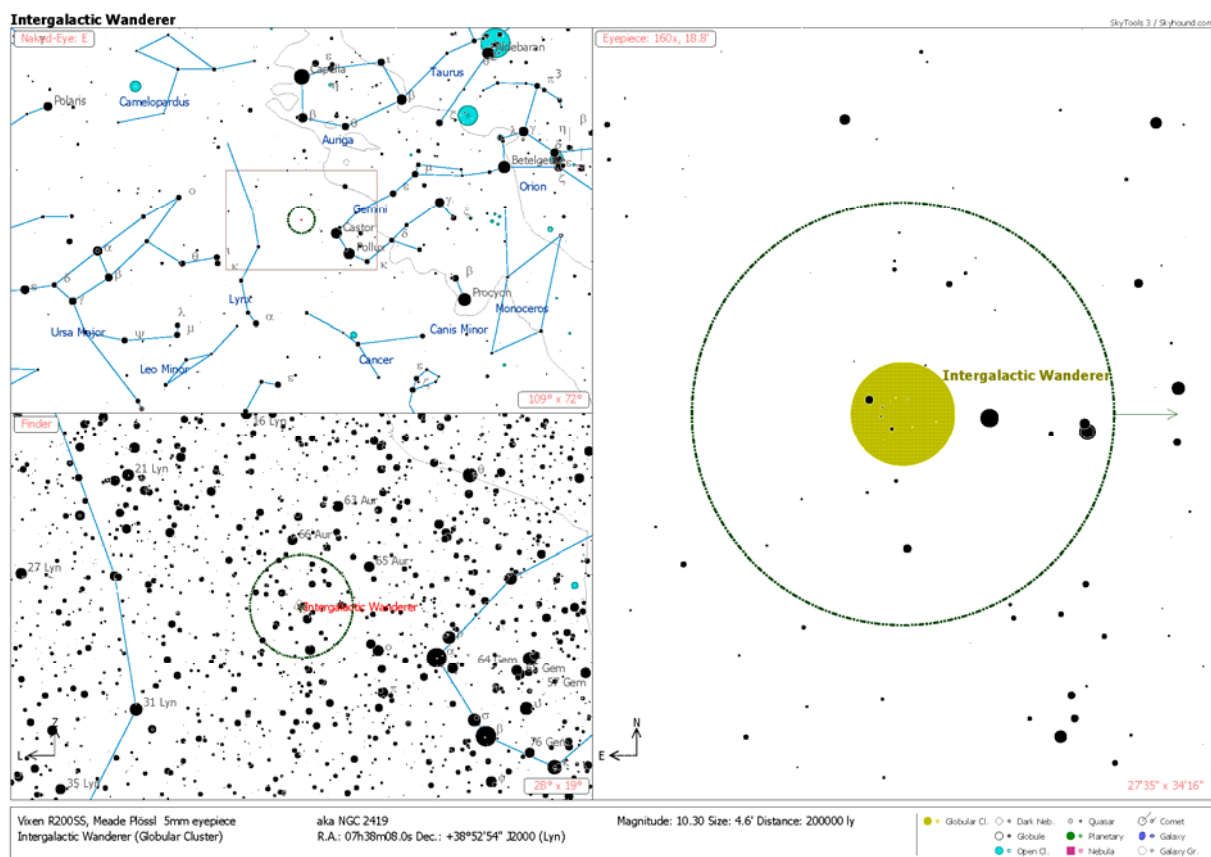 Intergalactic Wanderer
SkyTools 3 / Skyhound.com
Naked-Eye: E
Polaris
Camelopardus
Capella
ε
η
ι
β
θ
β
Auriga
Taurus
Aldebaran
θ
ζ
π 3
λ
γ
η
β
δ
ε
ζ
Betelgeu
Orion
μ
ε
Gemini
γ
ξ
Castor
Pollux
δ
κ
ο
α
θ
ι
κ
β
δ
γ
ε
Lynx
α
Ursa Major
ψ
λ
μ
Leo Minor
ε
Cancer
β
Procyon
Canis Minor
Monoceros
ε
ζ
109° x 72°
Finder
16 Lyn
21 Lyn
63 Aur
θ
66 Aur
65 Aur
27 Lyn
Intergalactic Wanderer
ο
ρ
α
64 Gem
57 Gem
π
31 Lyn
σ
υ
β
76 Gem
κ
φ
35 Lyn
Z
L
28° x 19°
Eyepiece: 160x, 18.8'
Intergalactic Wanderer
N
E
27'35" x 34'16"
Vixen R200SS, Meade Plössl 5mm eyepiece
Intergalactic Wanderer (Globular Cluster)
aka NGC 2419
R.A.: 07h38m08.0s Dec.: +38°52'54" J2000 (Lyn)
Magnitude: 10.30 Size: 4.6' Distance: 200000 ly
Globular Cl.
Dark Neb.
Quasar
Comet
Globule
Planetary
Galaxy
Open Cl.
Nebula
Galaxy Gr.